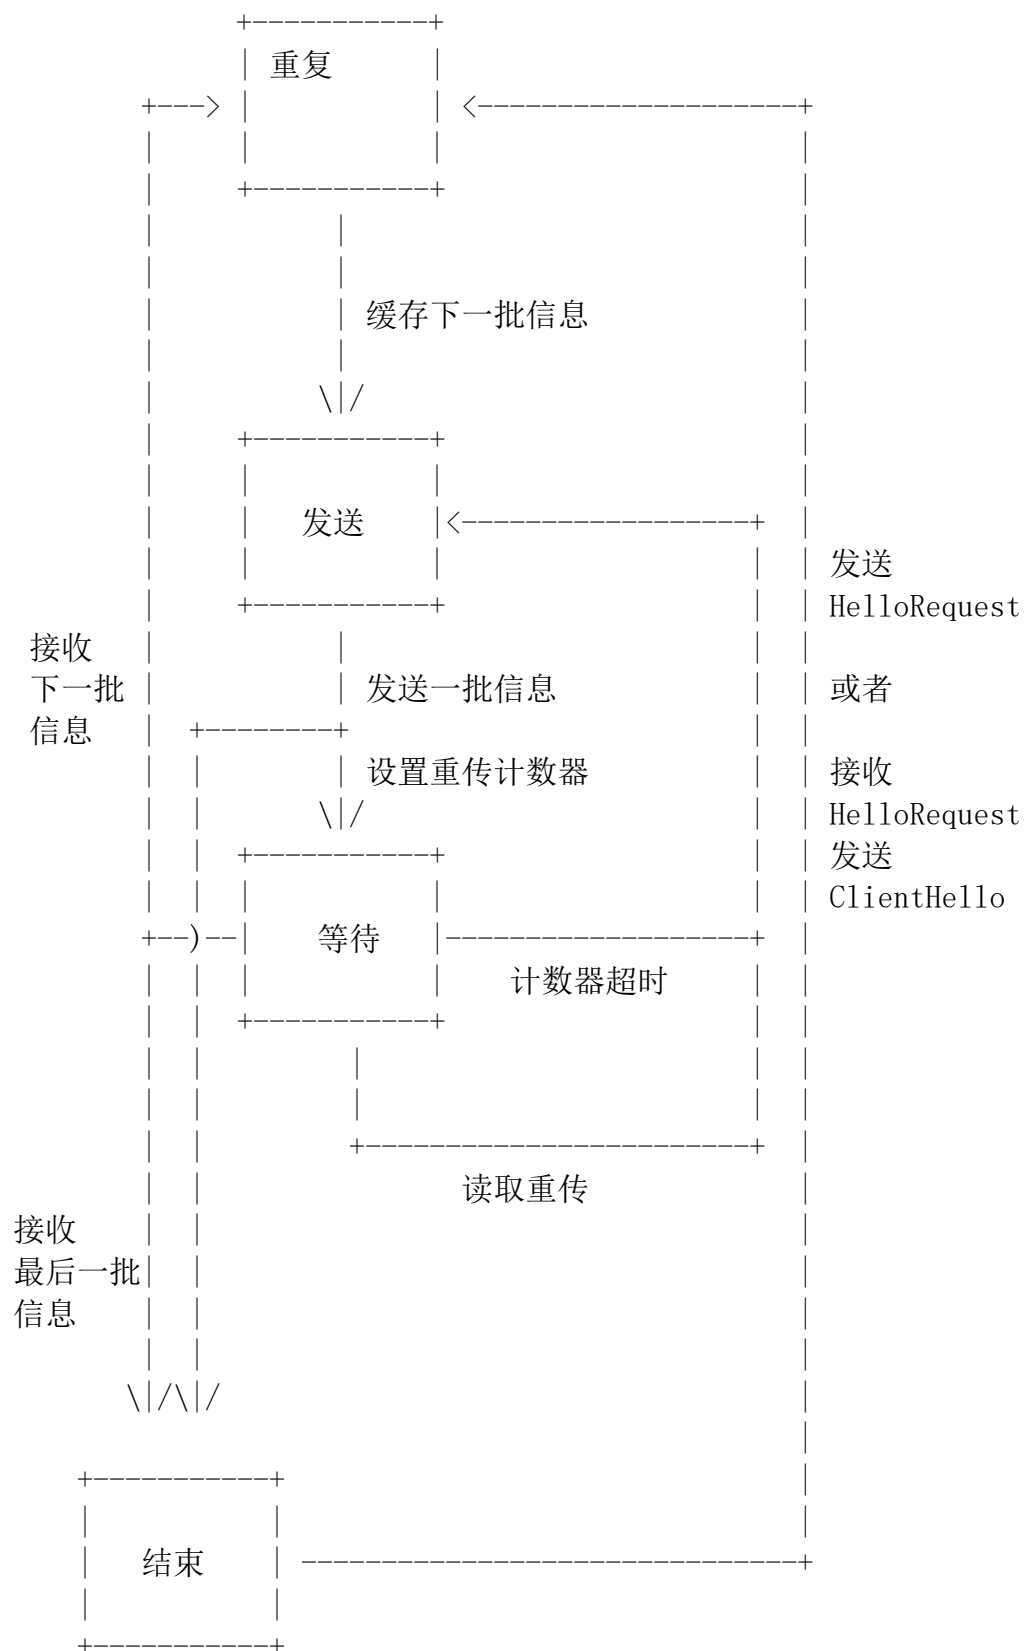 重复
缓存下一批信息
发送
发送
HelloRequest
接收
下一批
信息
发送一批信息
或者
设置重传计数器
接收
HelloRequest
发送
ClientHello
等待
计数器超时
读取重传
接收
最后一批
信息
结束